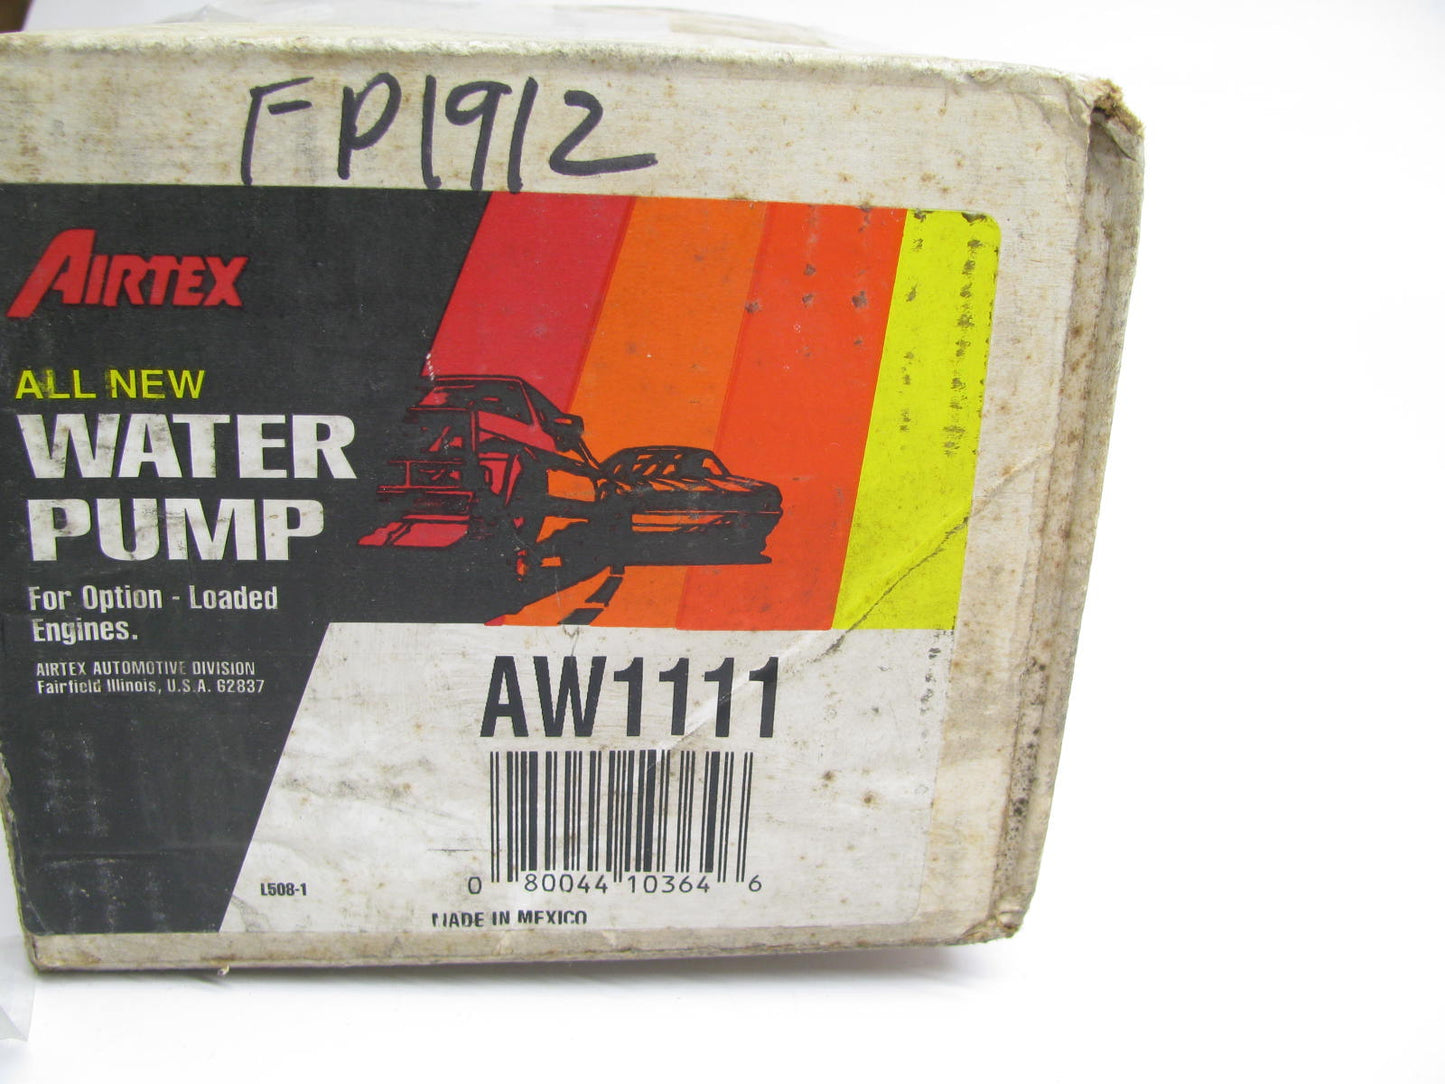 FP1912
AIRTEX
ALL NEW
WATER
PUMP
For Option - Loaded
Engines.
AIRTEX AUTOMOTIVE DIVISION
Fairfield Illinois, U.S.A. 62837
AW1111
0 80044 10364 6
L508-1
MADE IN MEXICO